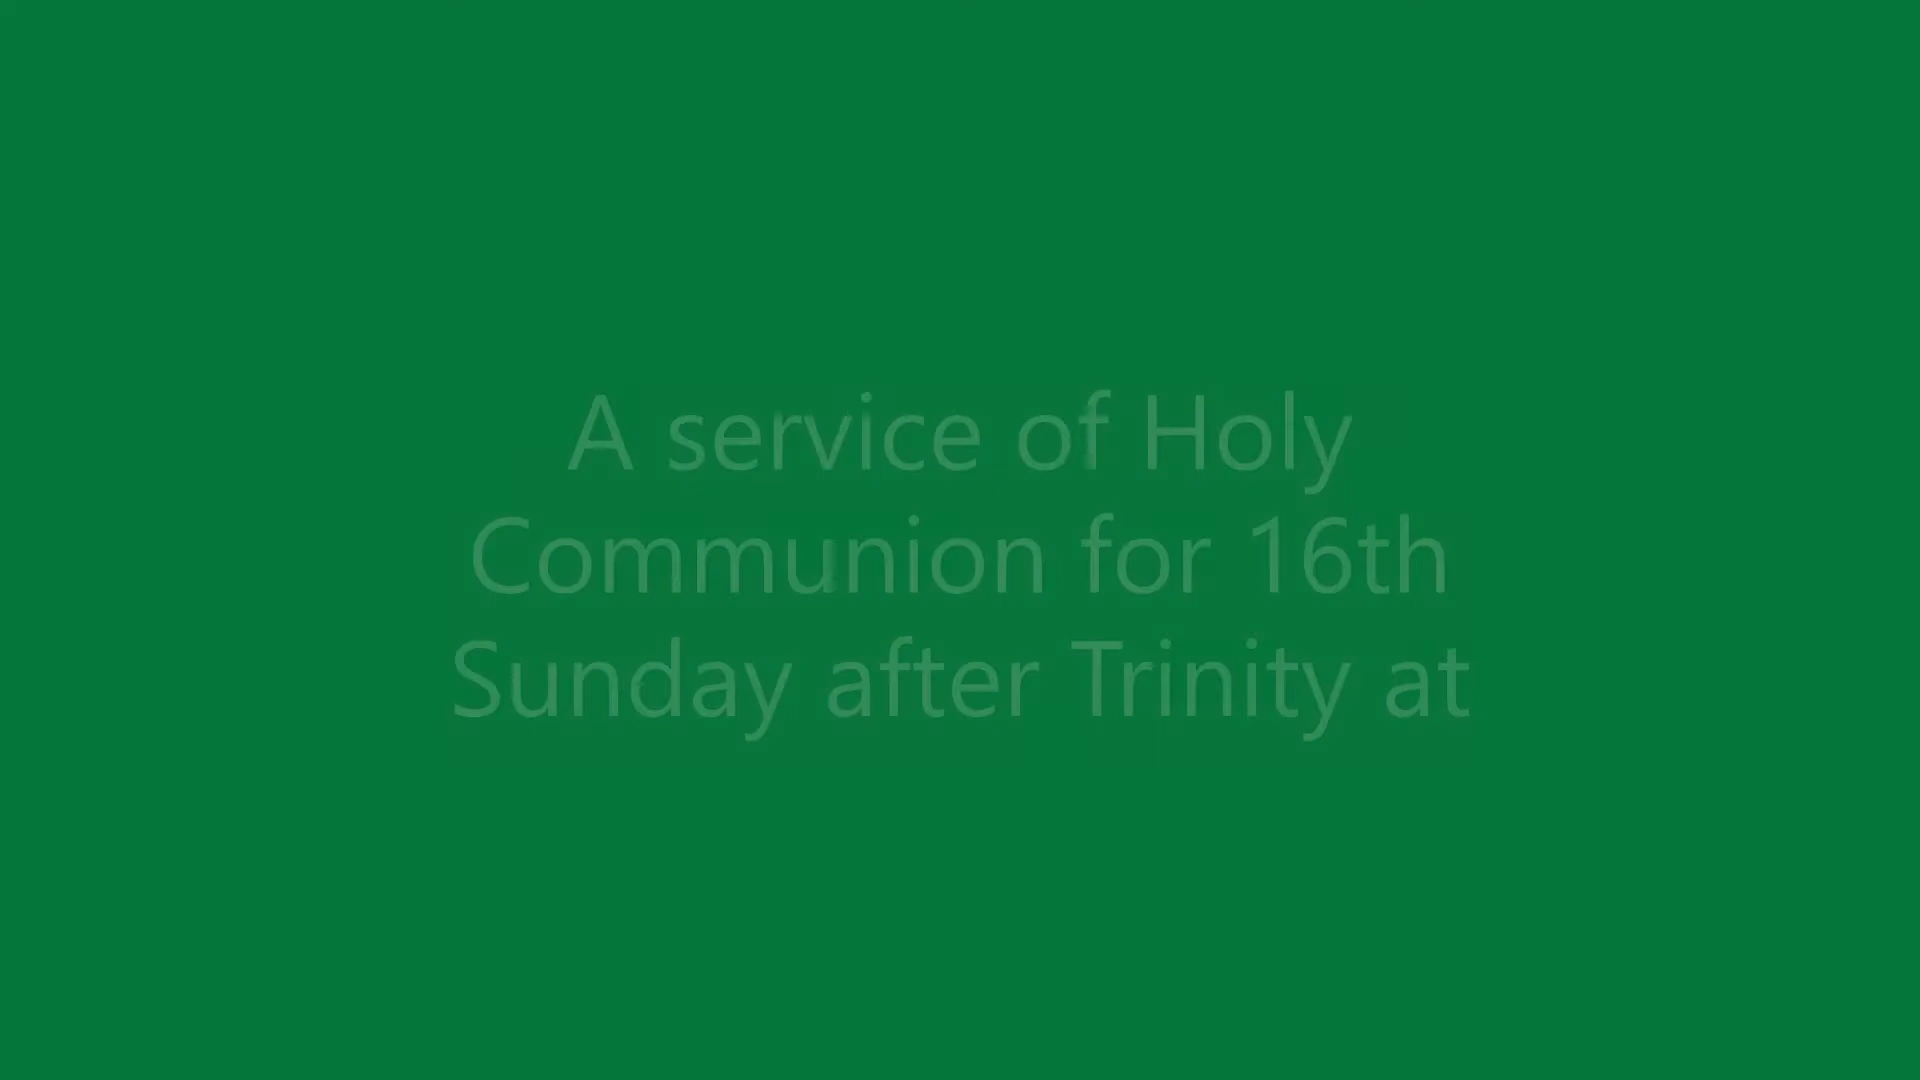 A service of Holy
Communion for 16th
Sunday after Trinity at